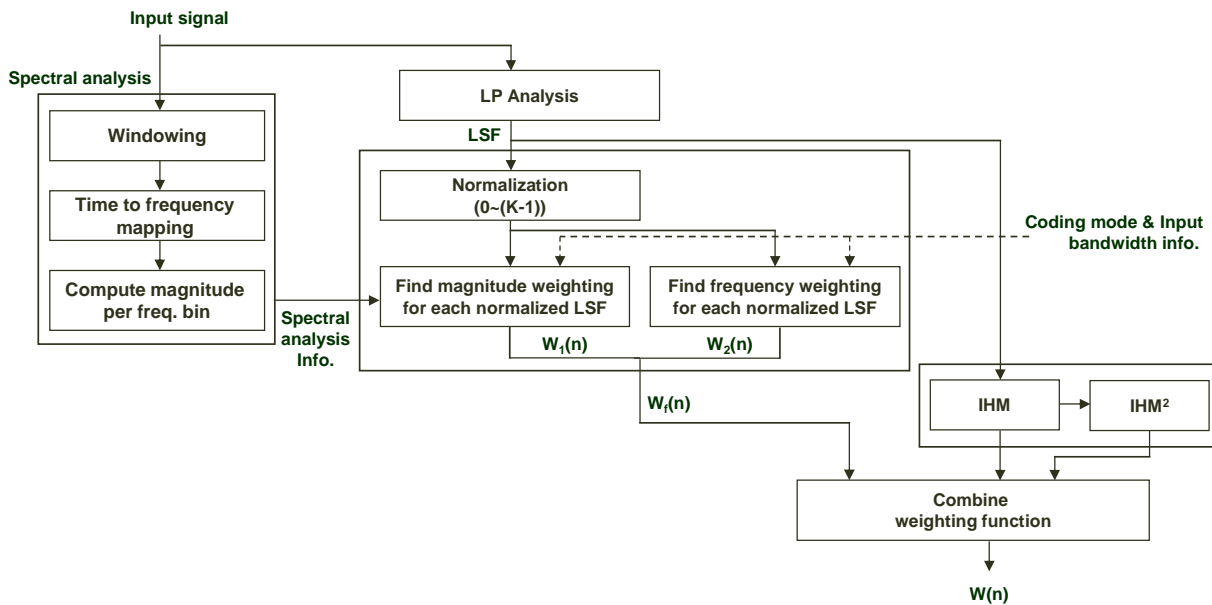 Input signal
Spectral analysis
LP Analysis
Windowing
LSF
Time to frequency
mapping
Normalization
(0~(K-1))
Coding mode & Input
bandwidth info.
Compute magnitude
per freq. bin
Find magnitude weighting
for each normalized LSF
Find frequency weighting
for each normalized LSF
Spectral
analysis
Info.
W₁(n)
W₂(n)
W_f(n)
IHM
IHM²
Combine
weighting function
W(n)